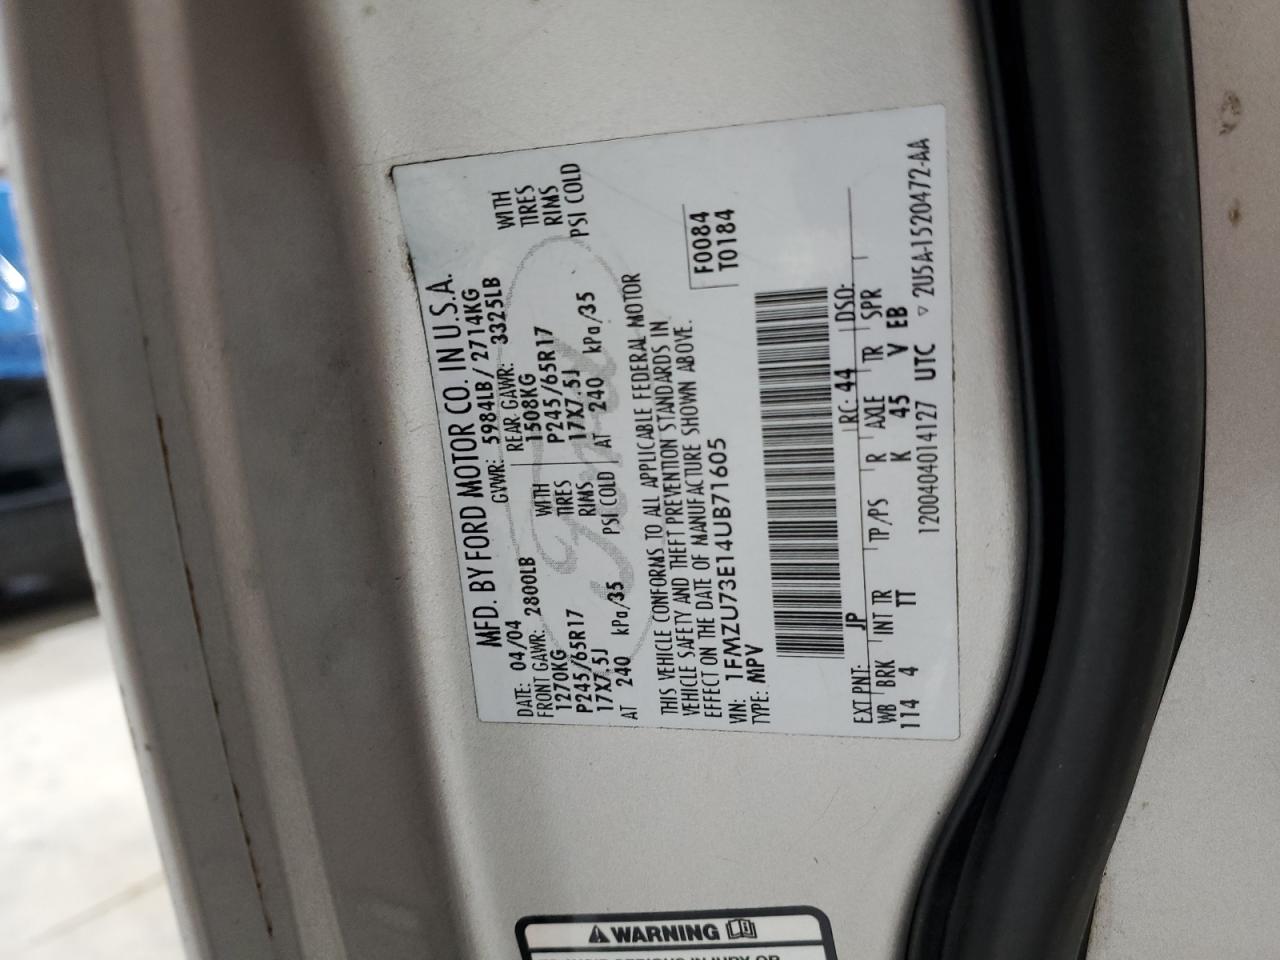 MFD. BY FORD MOTOR CO. IN U.S.A.
DATE: 04/04 GVWR: 5984LB/2714KG
FRONT GAWR: 2800LB REAR GAWR: 3325LB
1270KG WITH 1508KG WITH
P245/65R17 TIRES P245/65R17 TIRES
17X7.5J RIMS 17X7.5J RIMS
AT 240 kPa/35 PSI COLD AT 240 kPa/35 PSI COLD
THIS VEHICLE CONFORMS TO ALL APPLICABLE FEDERAL MOTOR
VEHICLE SAFETY AND THEFT PREVENTION STANDARDS IN
EFFECT ON THE DATE OF MANUFACTURE SHOWN ABOVE.
VIN: 1FMZU73E14UB71605
TYPE: MPV
F0084
T0184
EXT PNT: JP RC: 44 DSO:
WB BRK INT TR TP/PS R AXLE TR SPR
114 4 TT K 45 V EB
1200404014127 UTC ▽ 2U5A-1520472-AA
WARNING